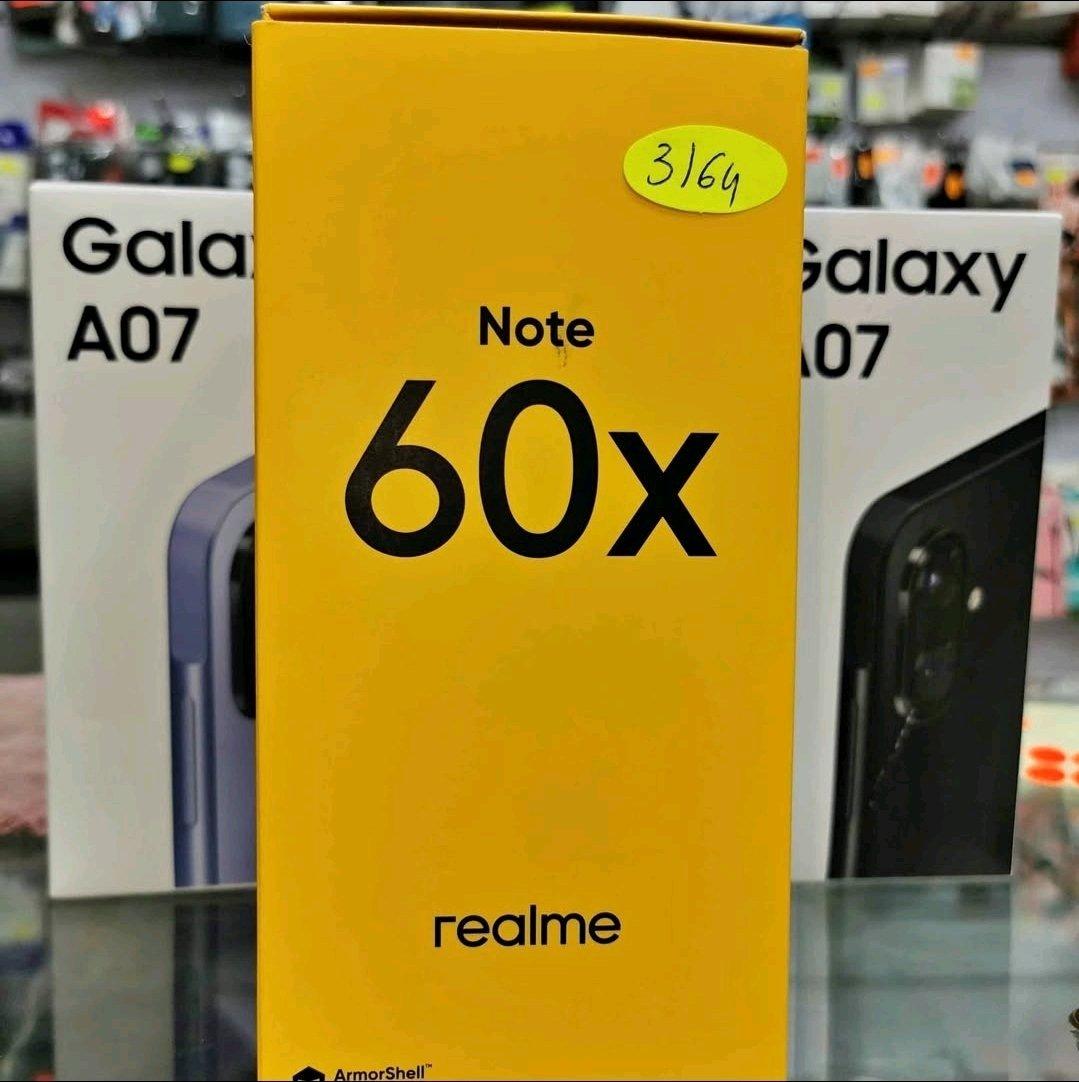 3/64
Note
60x
realme
ArmorShell™
Gala
A07
Galaxy
A07